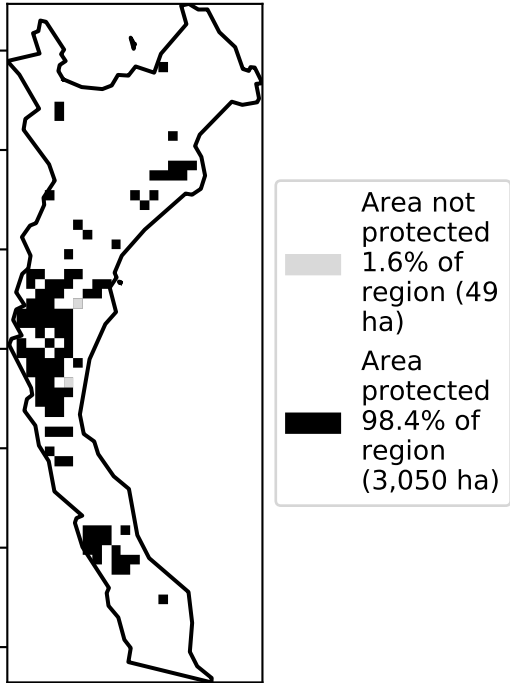 Area not
protected
1.6% of
region (49
ha)
Area
protected
98.4% of
region
(3,050 ha)